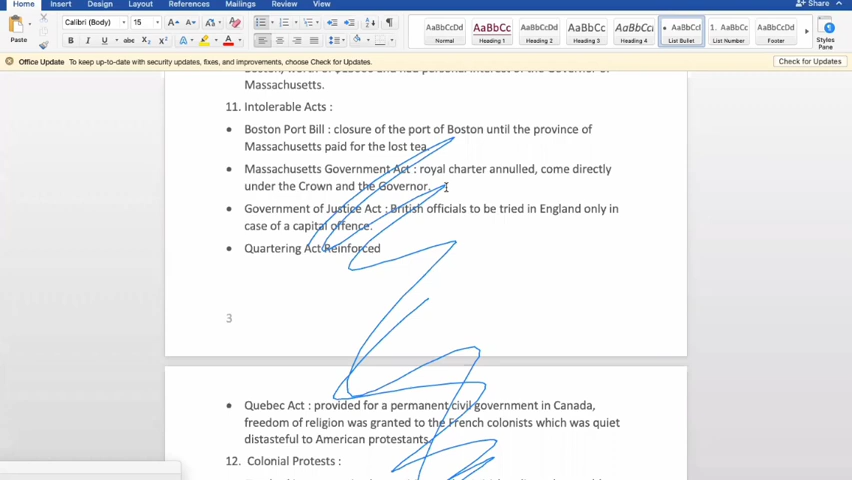 Home Insert Design Layout References Mailings Review View Share
Calibri (Body) 15 AaBbCcDd AaBbCc AaBbCcDd AaBbCcI AaBbCcD AaBbCcI 1. AaBbCc AaBbCcDd
Paste B I U abc X₂ X² A A Normal Heading 1 Heading 2 Heading 3 Heading 4 List Bullet List Number Footer Styles Pane
Office Update To keep up-to-date with security updates, fixes, and improvements, choose Check for Updates. Check for Updates
Massachusetts.
11. Intolerable Acts :
• Boston Port Bill : closure of the port of Boston until the province of
Massachusetts paid for the lost tea.
• Massachusetts Government Act : royal charter annulled, come directly
under the Crown and the Governor.
• Government of Justice Act : British officials to be tried in England only in
case of a capital offence.
• Quartering Act Reinforced
3
• Quebec Act : provided for a permanent civil government in Canada,
freedom of religion was granted to the French colonists which was quiet
distasteful to American protestants.
12. Colonial Protests :